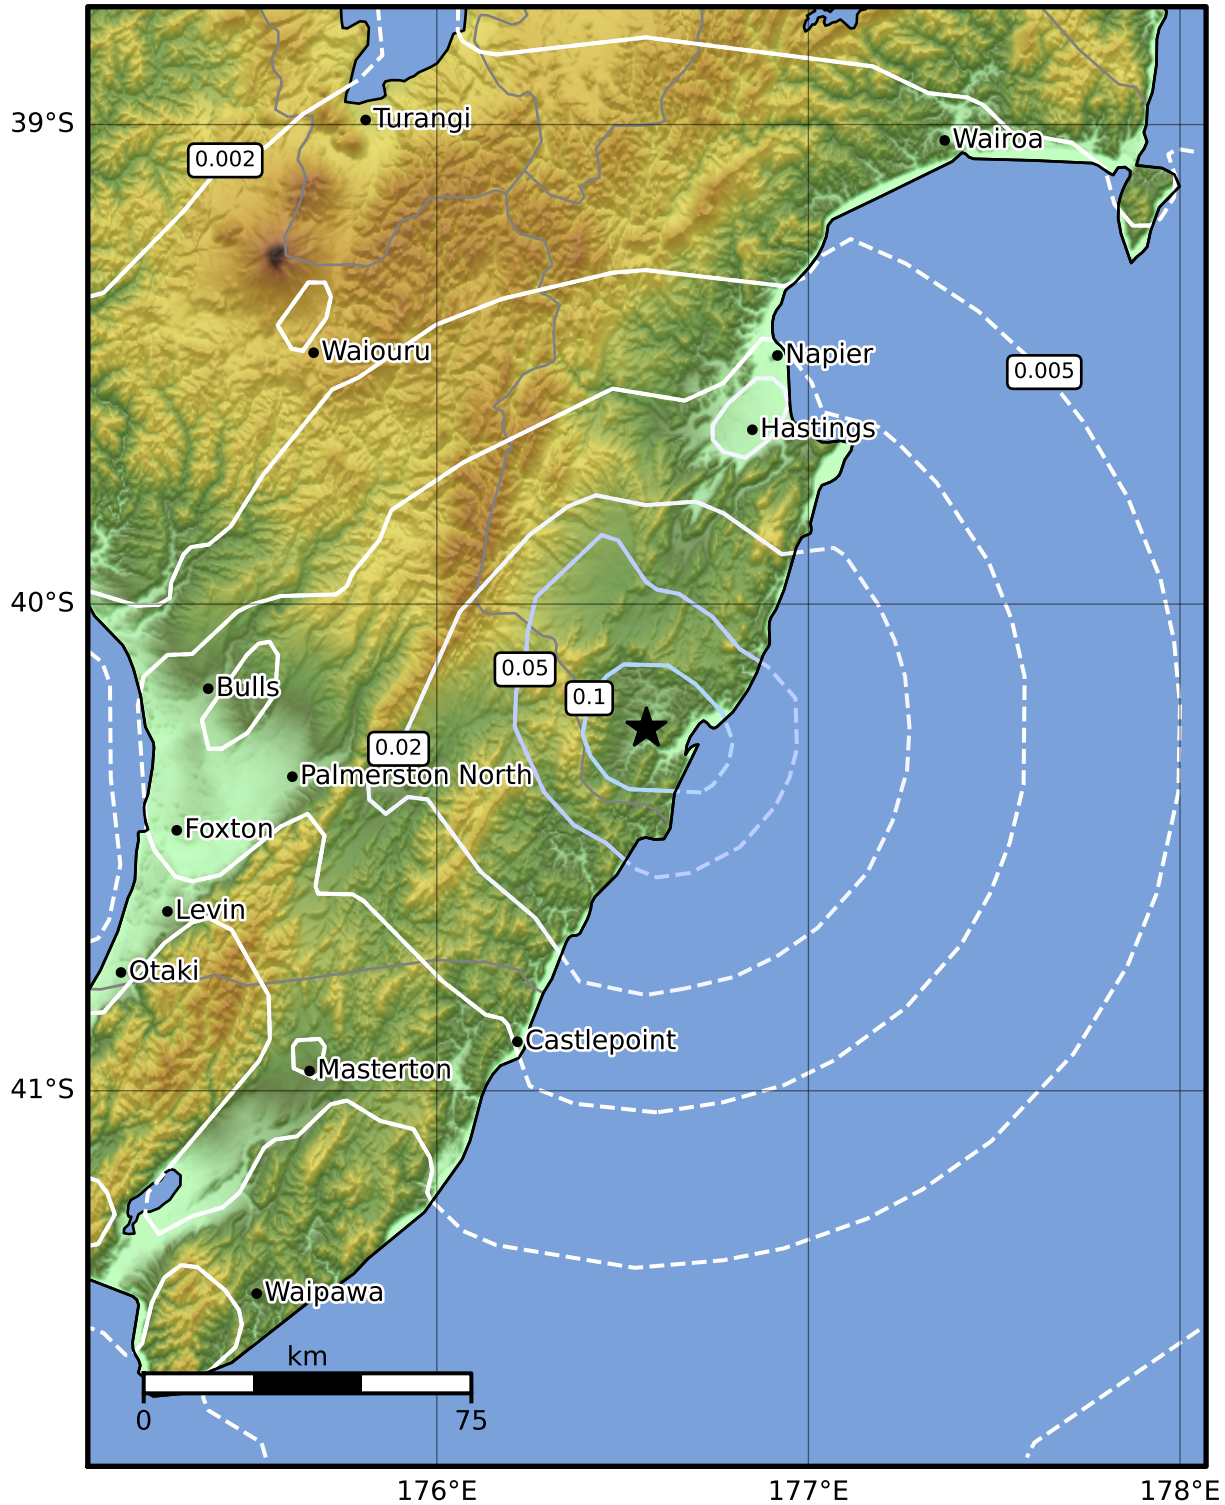 39°S
Turangi
Wairoa
0.002
Waiouru
Napier
0.005
Hastings
40°S
0.05
0.1
Bulls
0.02
Palmerston North
Foxton
Levin
Otaki
Castlepoint
Masterton
41°S
Waipawa
km
0 75
176°E 177°E 178°E